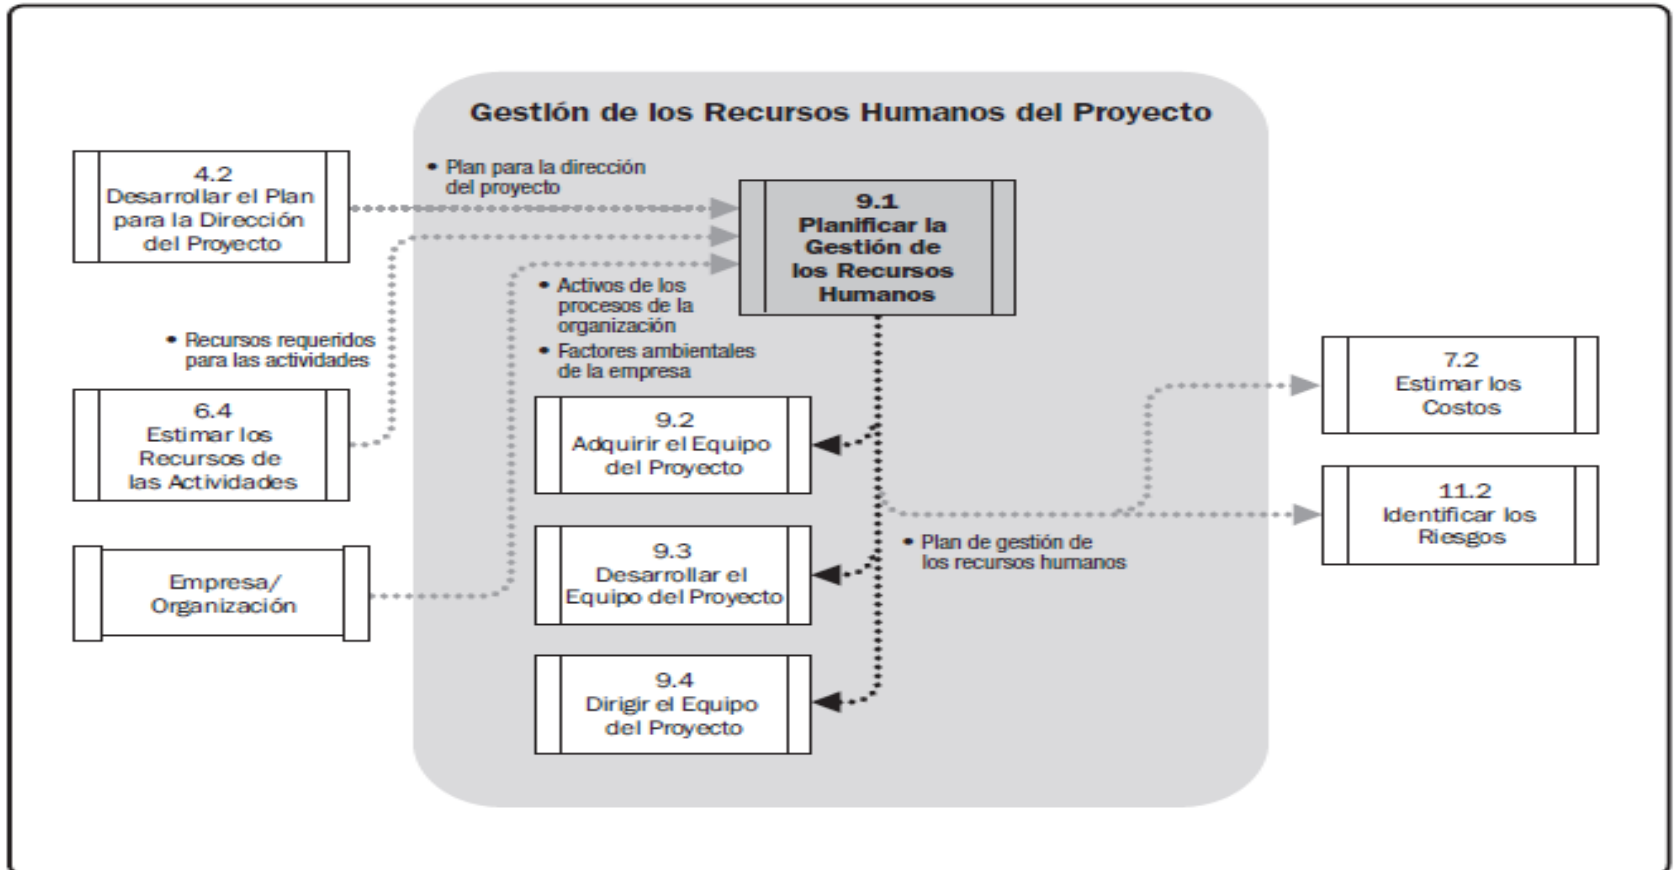 Gestión de los Recursos Humanos del Proyecto
4.2
Desarrollar el Plan
para la Dirección
del Proyecto
• Plan para la dirección
del proyecto
9.1
Planificar la
Gestión de
los Recursos
Humanos
• Recursos requeridos
para las actividades
• Activos de los
procesos de la
organización
• Factores ambientales
de la empresa
6.4
Estimar los
Recursos de
las Actividades
9.2
Adquirir el Equipo
del Proyecto
7.2
Estimar los
Costos
Empresa/
Organización
9.3
Desarrollar el
Equipo del Proyecto
• Plan de gestión de
los recursos humanos
11.2
Identificar los
Riesgos
9.4
Dirigir el Equipo
del Proyecto